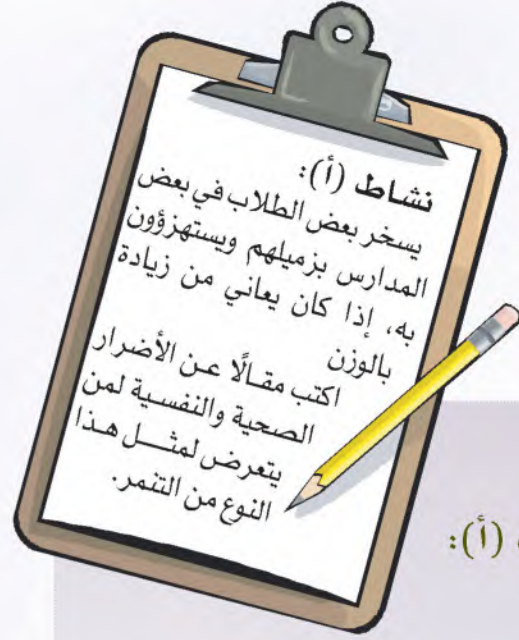 نشاط (أ):
يسخر بعض الطلاب في بعض
المدارس بزميلهم ويستهزؤون
به، إذا كان يعاني من زيادة
بالوزن
اكتب مقالًا عن الأضرار
الصحية والنفسية لمن
يتعرض لمثل هذا
النوع من التنمر.
(أ):